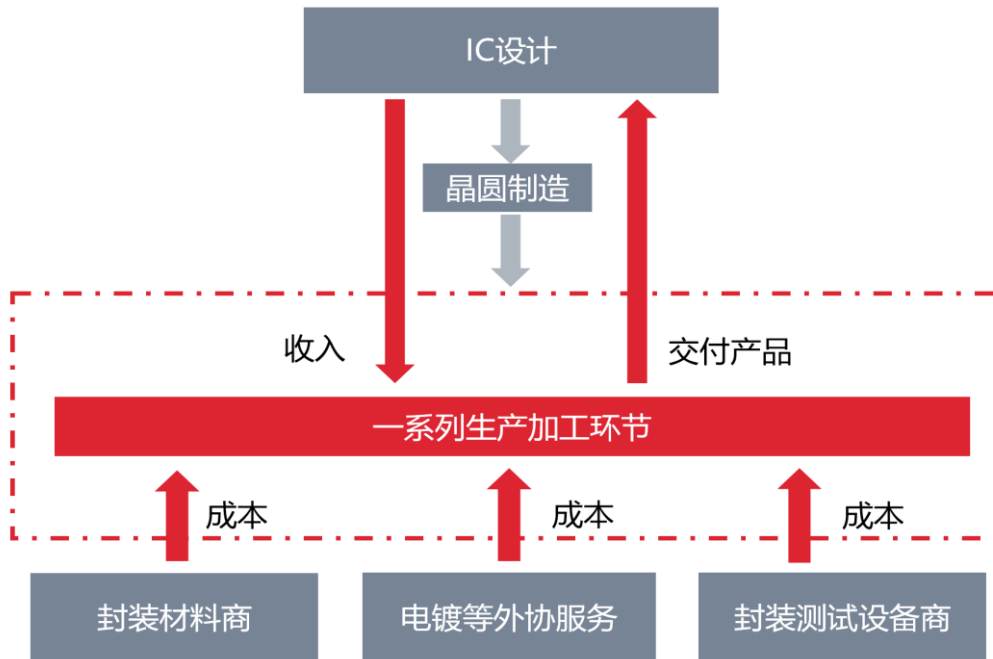 IC设计
晶圆制造
收入
交付产品
一系列生产加工环节
成本
成本
成本
封装材料商
电镀等外协服务
封装测试设备商